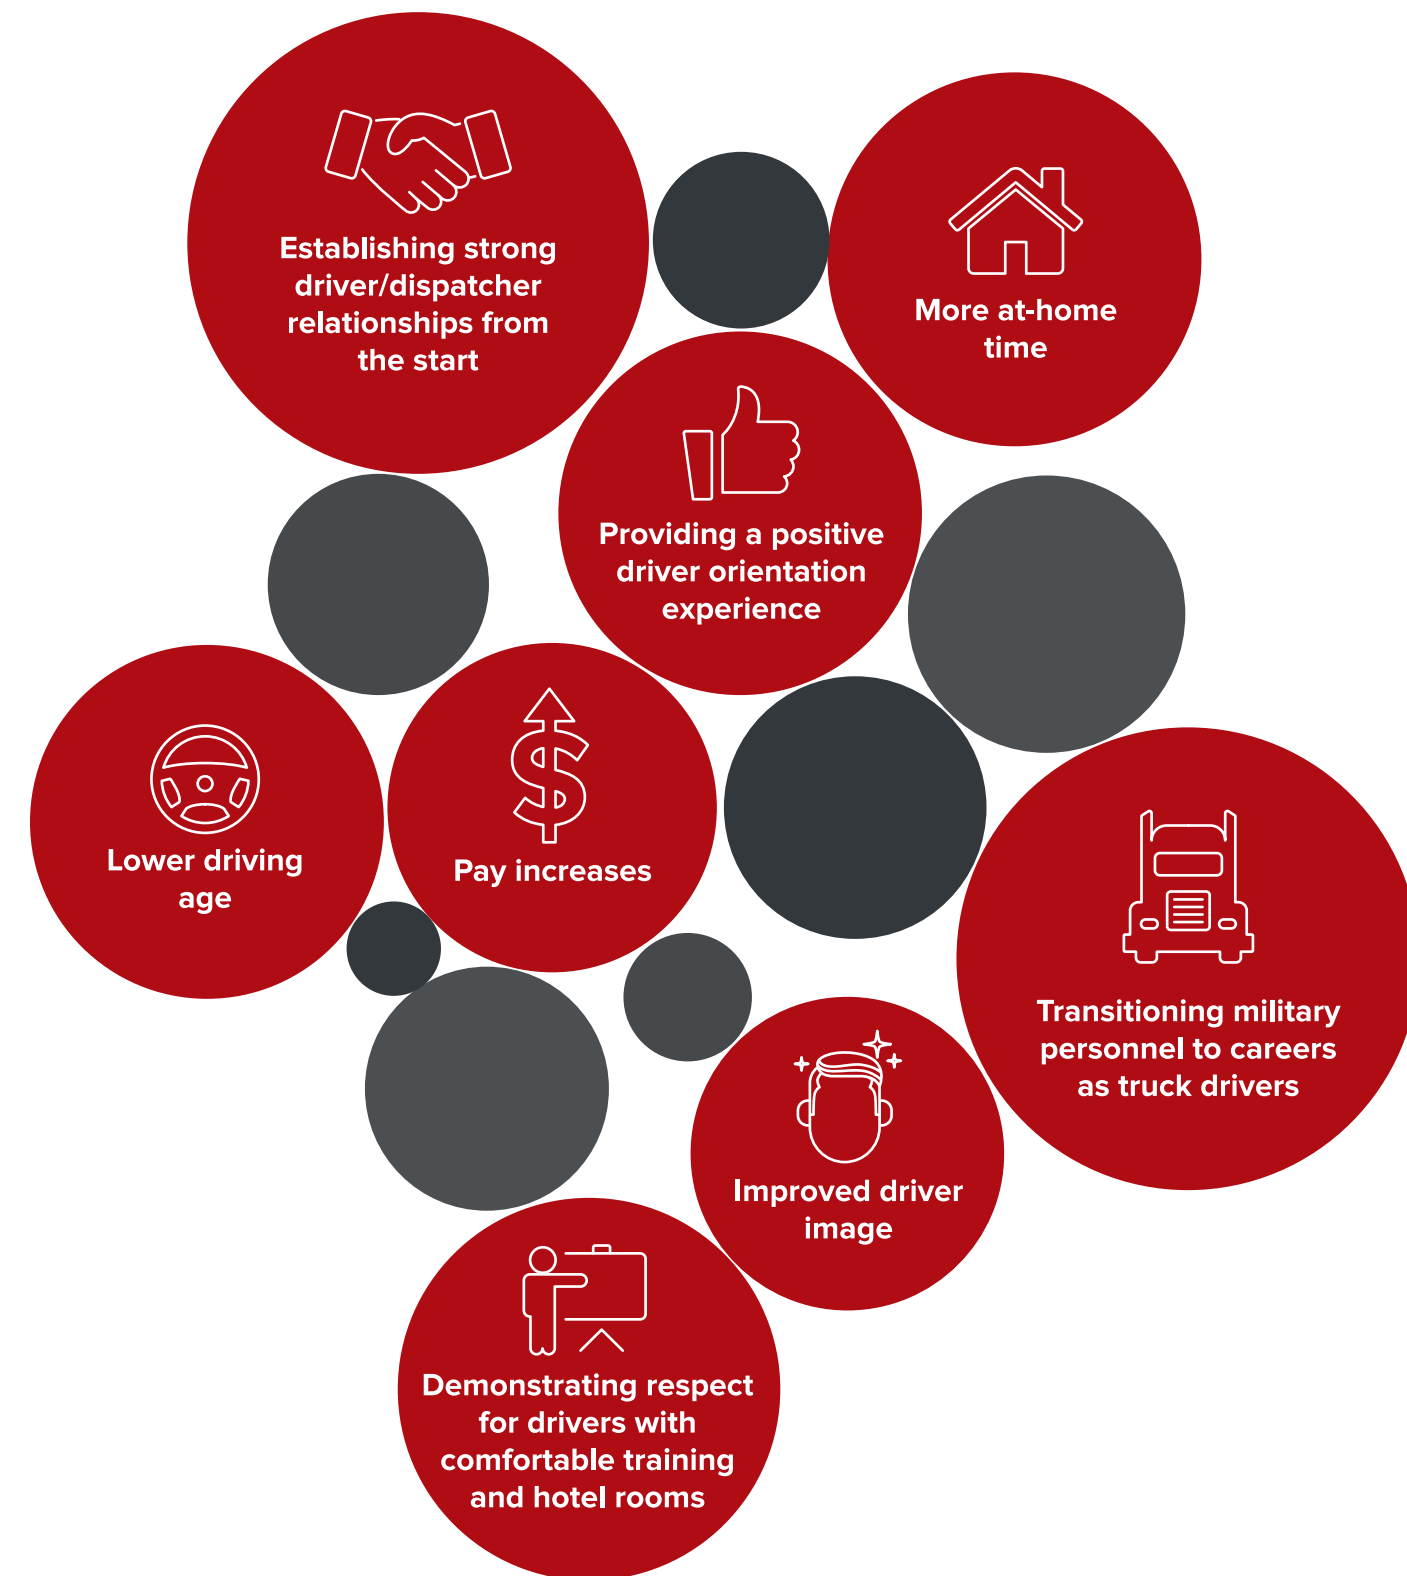 Establishing strong
driver/dispatcher
relationships from
the start
More at-home
time
Providing a positive
driver orientation
experience
Lower driving
age
Pay increases
Transitioning military
personnel to careers
as truck drivers
Improved driver
image
Demonstrating respect
for drivers with
comfortable training
and hotel rooms